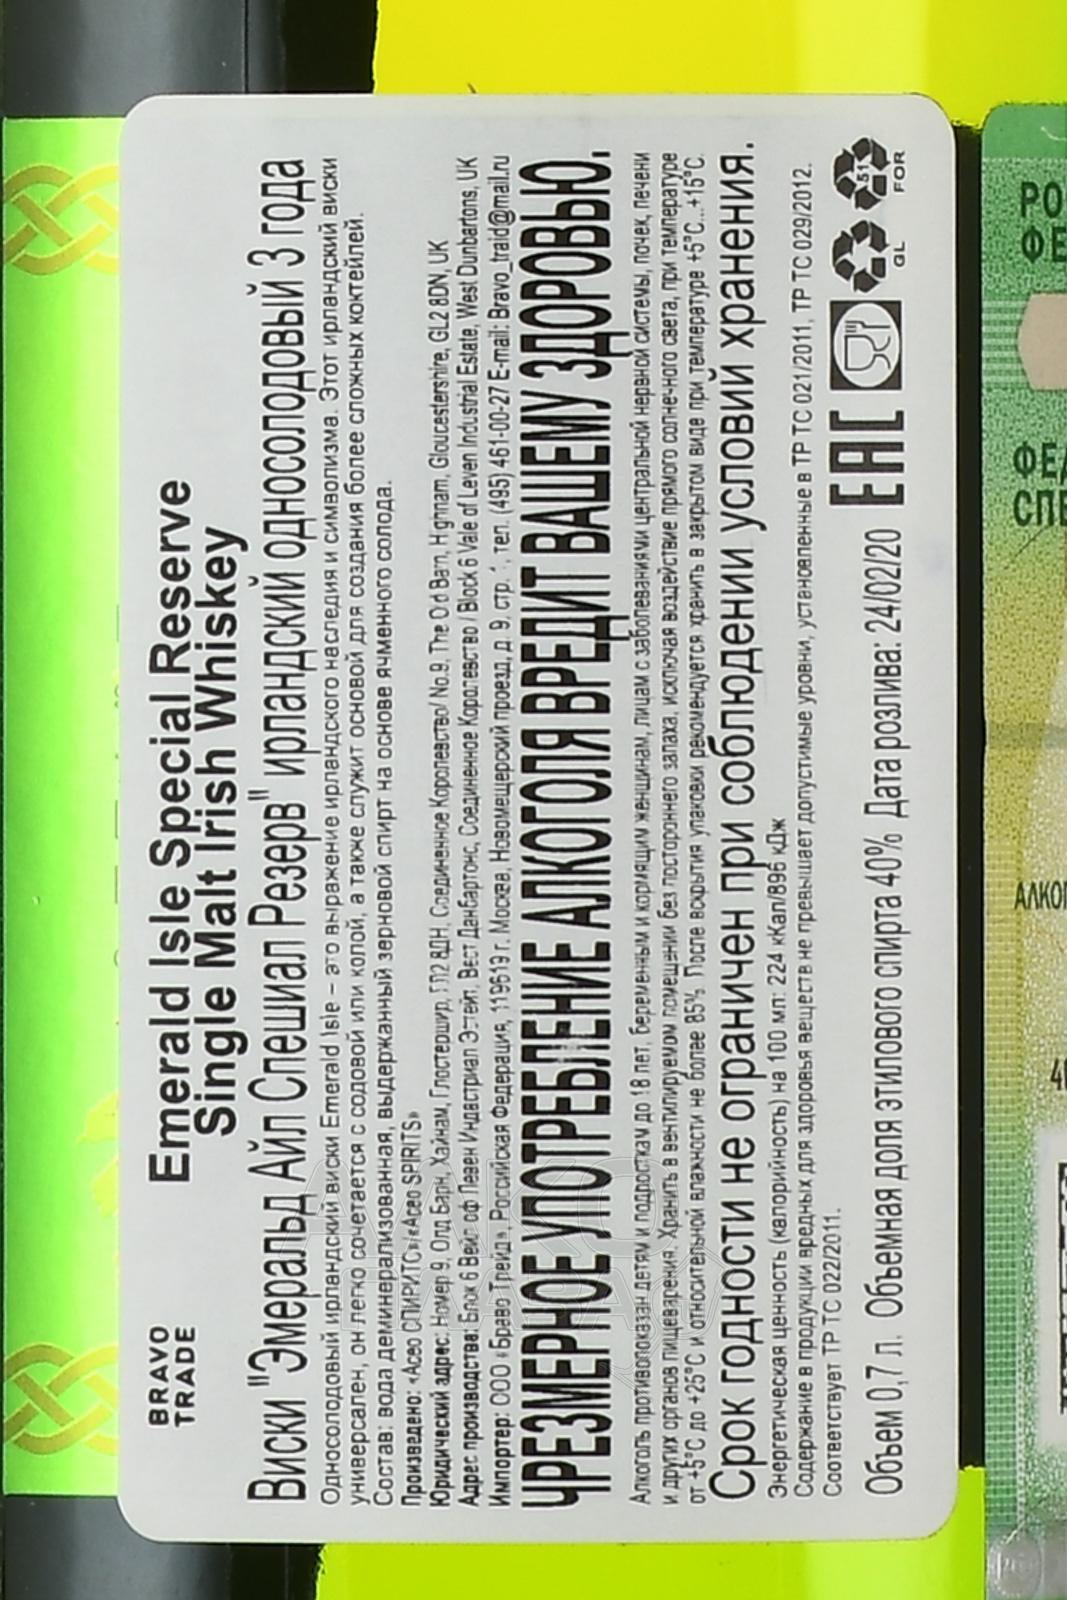 BRAVO
TRADE
Emerald Isle Special Reserve
Single Malt Irish Whiskey
Виски "Эмеральд Айл Спешиал Резерв" ирландский односолодовый 3 года
Односолодовый ирландский виски Emerald Isle – это выражение ирландского наследия и символизма. Этот ирландский виски
универсален, он легко сочетается с содовой или колой, а также служит основой для создания более сложных коктейлей.
Состав: вода деминерализованная, выдержанный зерновой спирт на основе ячменного солода.
Произведено: «Асео СПИРИТС»/«Aceo SPIRITS»
Юридический адрес: Номер 9, Олд Барн, Хайнам, Глостершир, ГЛ2 8ДН, Соединенное Королевство/ No.9, The Old Barn, Highnam, Gloucestershire, GL2 8DN, UK
Адрес производства: Блок 6 Вейл оф Левен Индастриал Эстейт, Вест Данбартонс, Соединенное Королевство / Block 6 Vale of Leven Industrial Estate, West Dunbartons, UK
Импортер: ООО «Браво Трейд», Российская Федерация, 119619 г. Москва, Новомещерский проезд, д. 9, стр. 1, тел. (495) 461-00-27 E-mail: Bravo_traid@mail.ru
ЧРЕЗМЕРНОЕ УПОТРЕБЛЕНИЕ АЛКОГОЛЯ ВРЕДИТ ВАШЕМУ ЗДОРОВЬЮ.
Алкоголь противопоказан детям и подросткам до 18 лет, беременным и кормящим женщинам, лицам с заболеваниями центральной нервной системы, почек, печени
и других органов пищеварения. Хранить в вентилируемом помещении без постороннего запаха, исключая воздействие прямого солнечного света, при температуре
от +5°C до +25°C и относительной влажности не более 85%. После вскрытия упаковки рекомендуется хранить в закрытом виде при температуре +5°C...+15°C.
Срок годности не ограничен при соблюдении условий хранения.
Энергетическая ценность (калорийность) на 100 мл: 224 кКал/896 кДж
Содержание в продукции вредных для здоровья веществ не превышает допустимые уровни, установленные в ТР ТС 021/2011, ТР ТС 029/2012.
Соответствует ТР ТС 022/2011.
Объем 0,7 л. Объемная доля этилового спирта 40% Дата розлива: 24/02/20
EAC
GL
51
FOR
РО
ФЕ
ФЕД
СПЕ
АЛКОГ